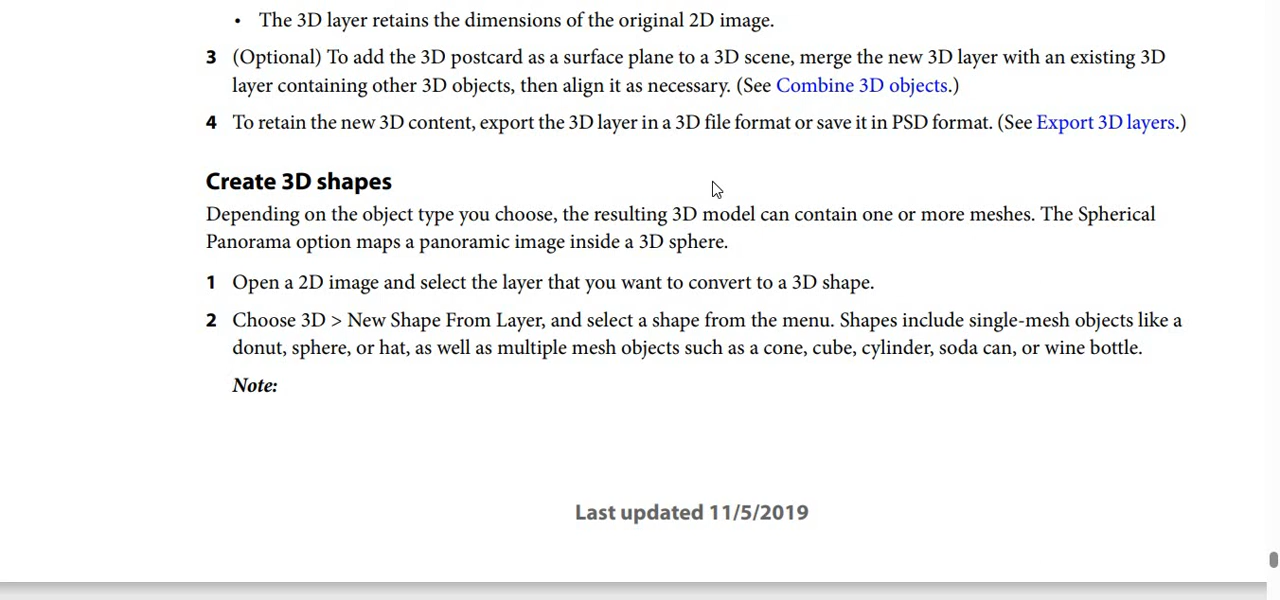 • The 3D layer retains the dimensions of the original 2D image.
3 (Optional) To add the 3D postcard as a surface plane to a 3D scene, merge the new 3D layer with an existing 3D
layer containing other 3D objects, then align it as necessary. (See Combine 3D objects.)
4 To retain the new 3D content, export the 3D layer in a 3D file format or save it in PSD format. (See Export 3D layers.)
Create 3D shapes
Depending on the object type you choose, the resulting 3D model can contain one or more meshes. The Spherical
Panorama option maps a panoramic image inside a 3D sphere.
1 Open a 2D image and select the layer that you want to convert to a 3D shape.
2 Choose 3D > New Shape From Layer, and select a shape from the menu. Shapes include single-mesh objects like a
donut, sphere, or hat, as well as multiple mesh objects such as a cone, cube, cylinder, soda can, or wine bottle.
Note:
Last updated 11/5/2019